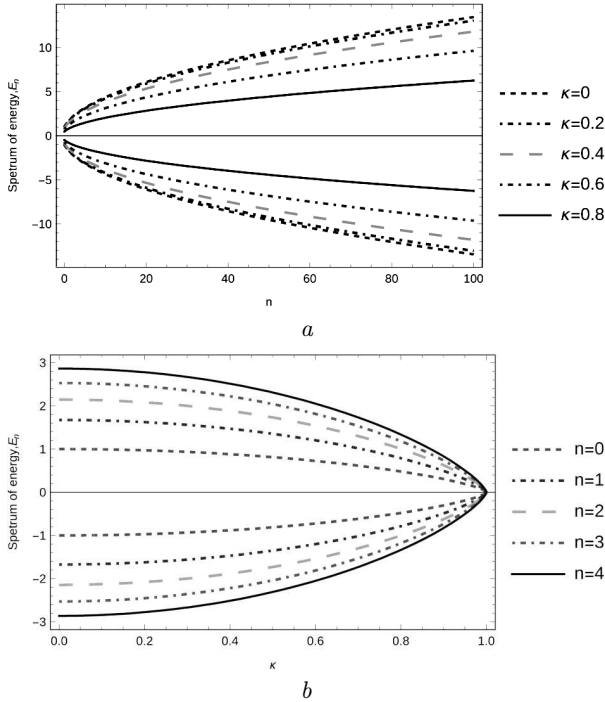 Spetrum of energy,Eₙ
10
5
0
−5
−10
0 20 40 60 80 100
n
κ=0
κ=0.2
κ=0.4
κ=0.6
κ=0.8
a
Spetrum of energy,Eₙ
3
2
1
0
−1
−2
−3
0.0 0.2 0.4 0.6 0.8 1.0
κ
n=0
n=1
n=2
n=3
n=4
b